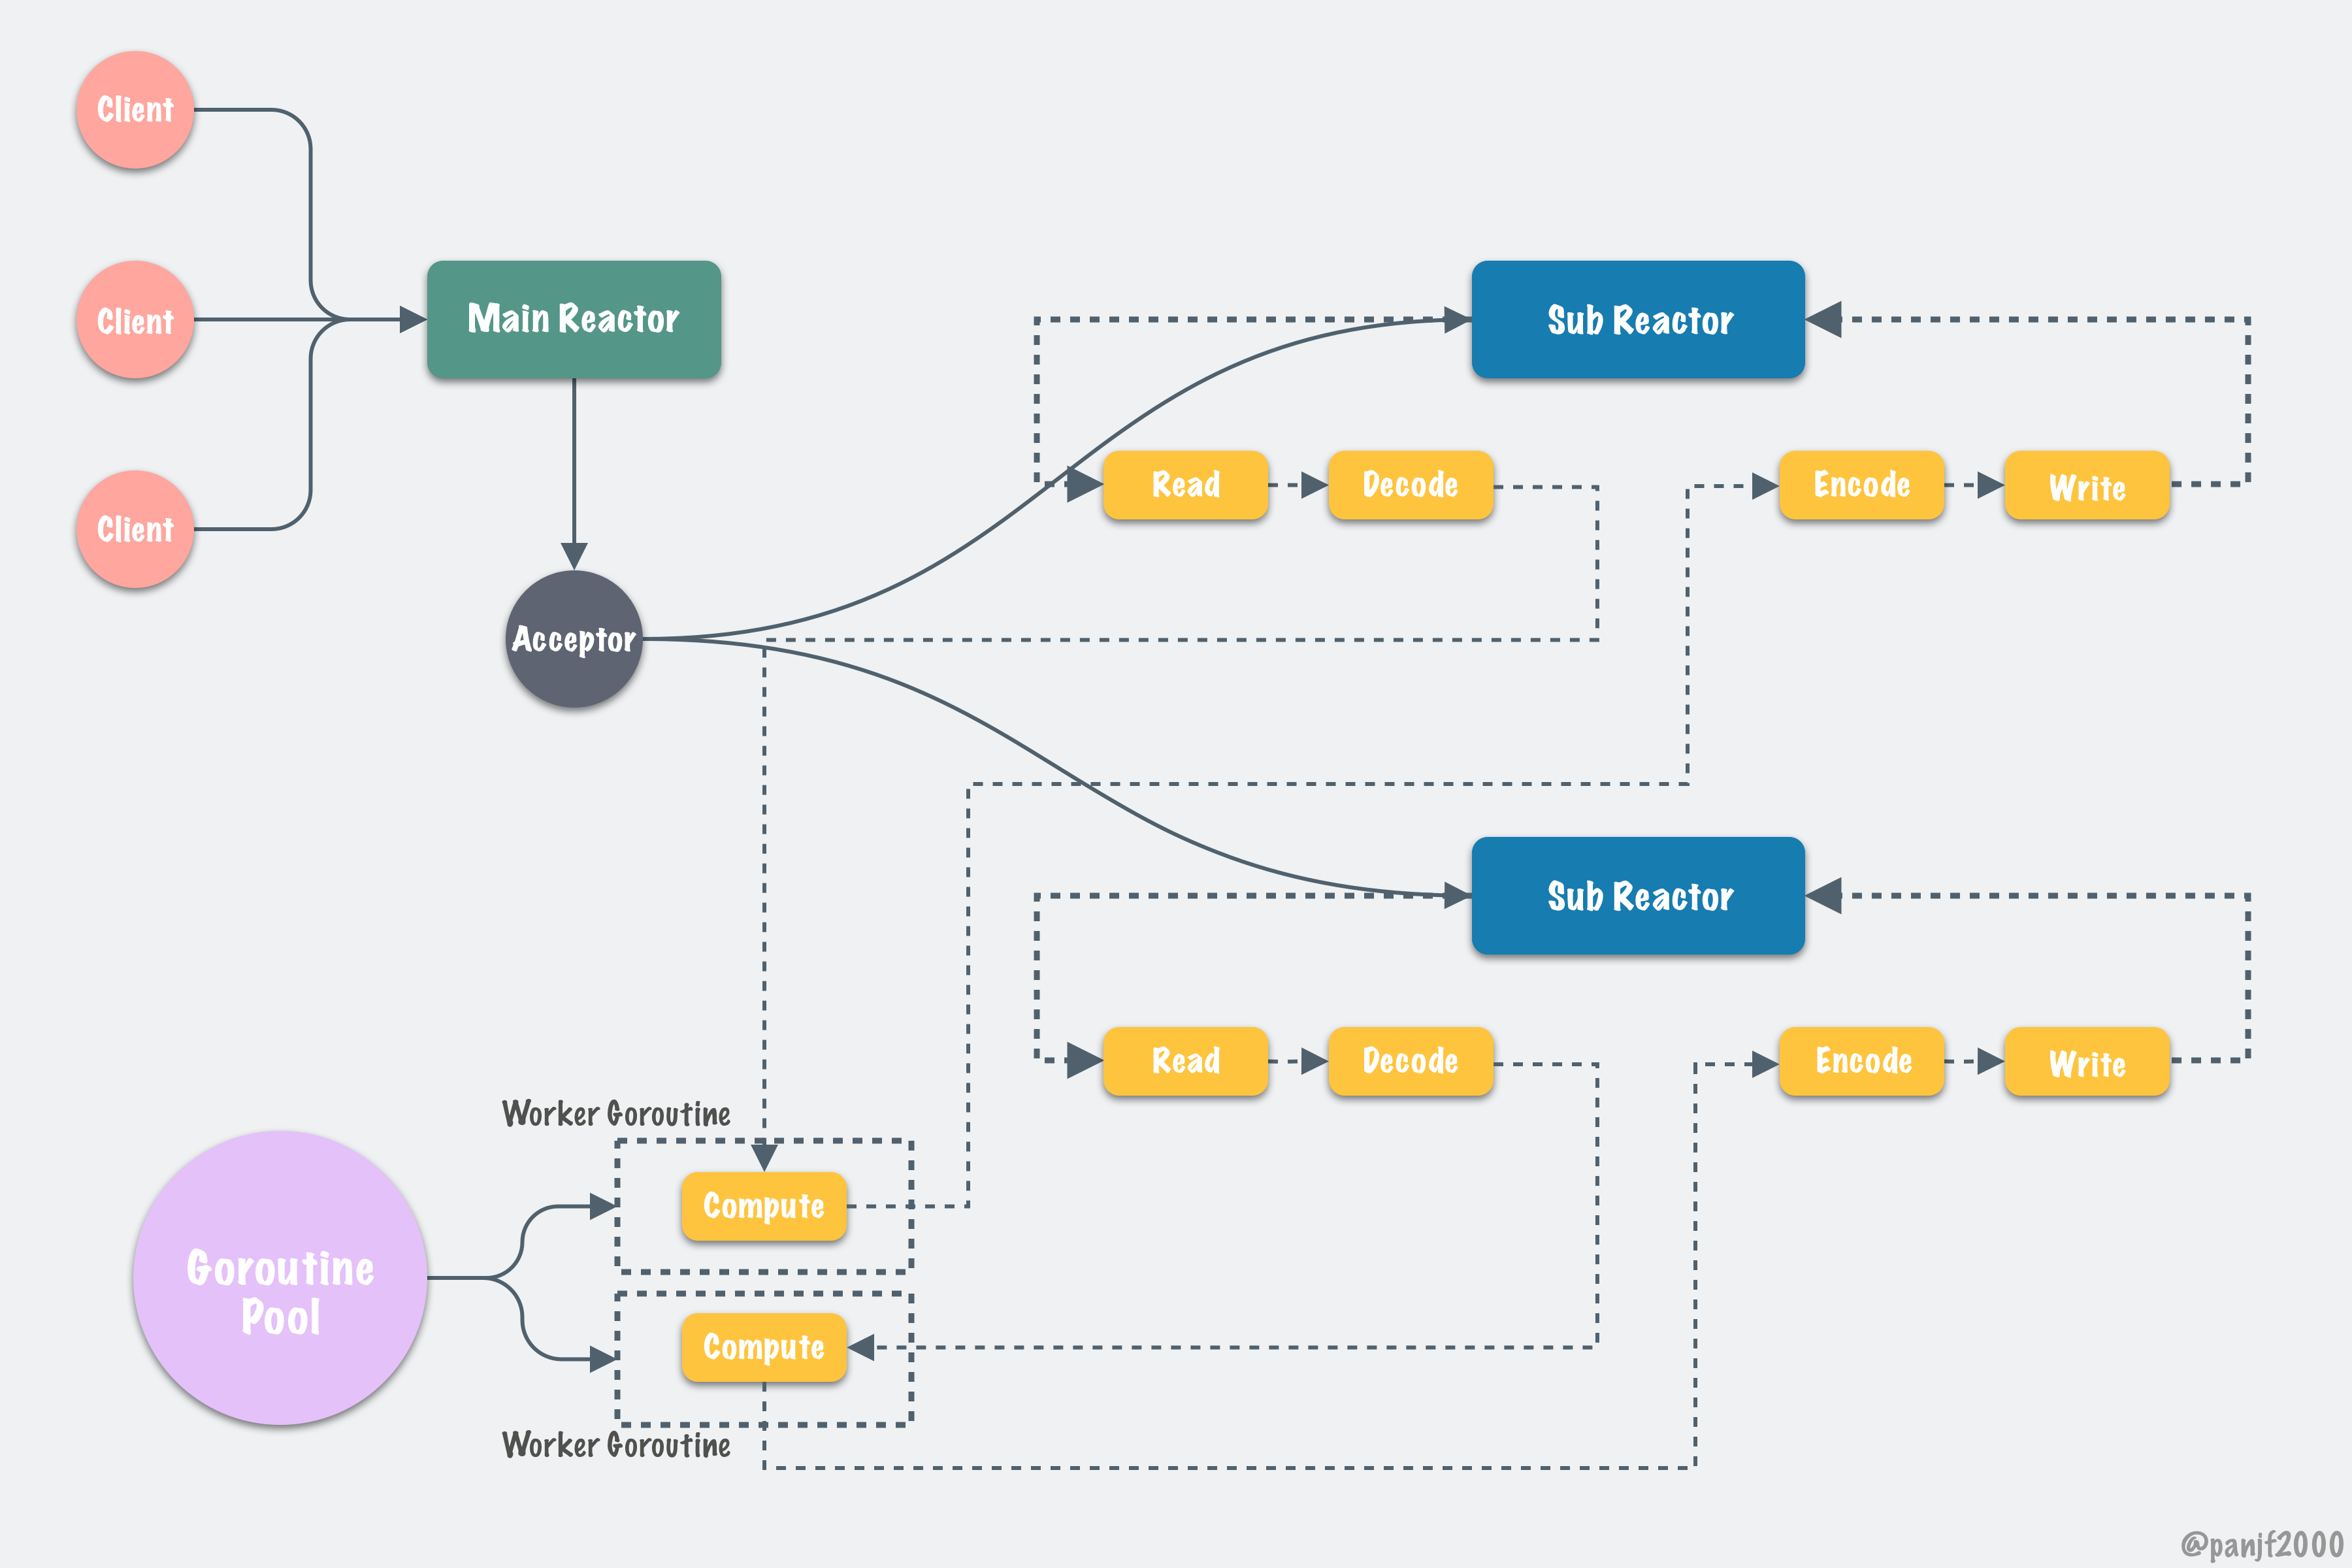 Client
Client
Client
Main Reactor
Acceptor
Sub Reactor
Read
Decode
Encode
Write
Sub Reactor
Read
Decode
Encode
Write
Worker Goroutine
Compute
Goroutine
Pool
Compute
Worker Goroutine
@panjf2000